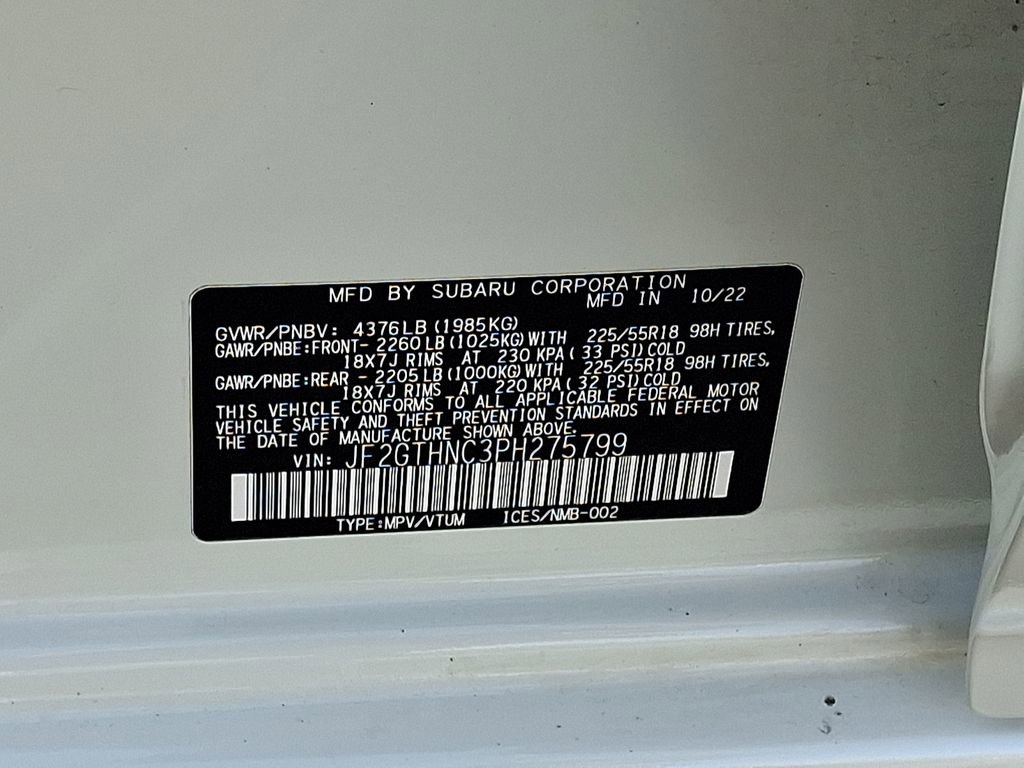 MFD BY SUBARU CORPORATION
MFD IN 10/22
GVWR/PNBV: 4376LB (1985KG)
GAWR/PNBE:FRONT- 2260LB (1025KG) WITH 225/55R18 98H TIRES,
18X7J RIMS AT 230 KPA ( 33 PSI) COLD
GAWR/PNBE:REAR - 2205LB (1000KG) WITH 225/55R18 98H TIRES,
18X7J RIMS AT 220 KPA ( 32 PSI) COLD
THIS VEHICLE CONFORMS TO ALL APPLICABLE FEDERAL MOTOR
VEHICLE SAFETY AND THEFT PREVENTION STANDARDS IN EFFECT ON
THE DATE OF MANUFACTURE SHOWN ABOVE.
VIN: JF2GTHNC3PH275799
TYPE:MPV/VTUM ICES/NMB-002